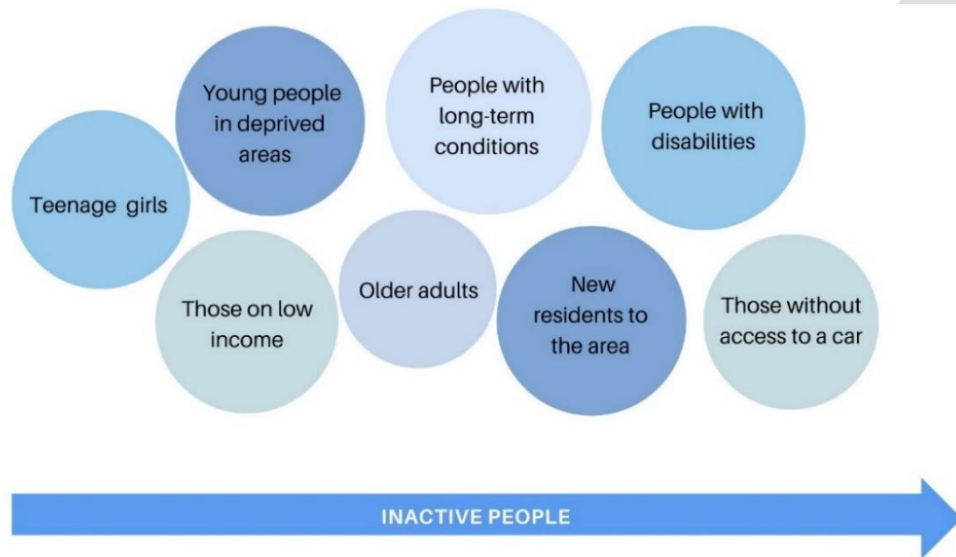 Teenage girls
Young people
in deprived
areas
People with
long-term
conditions
People with
disabilities
Those on low
income
Older adults
New
residents to
the area
Those without
access to a car
INACTIVE PEOPLE